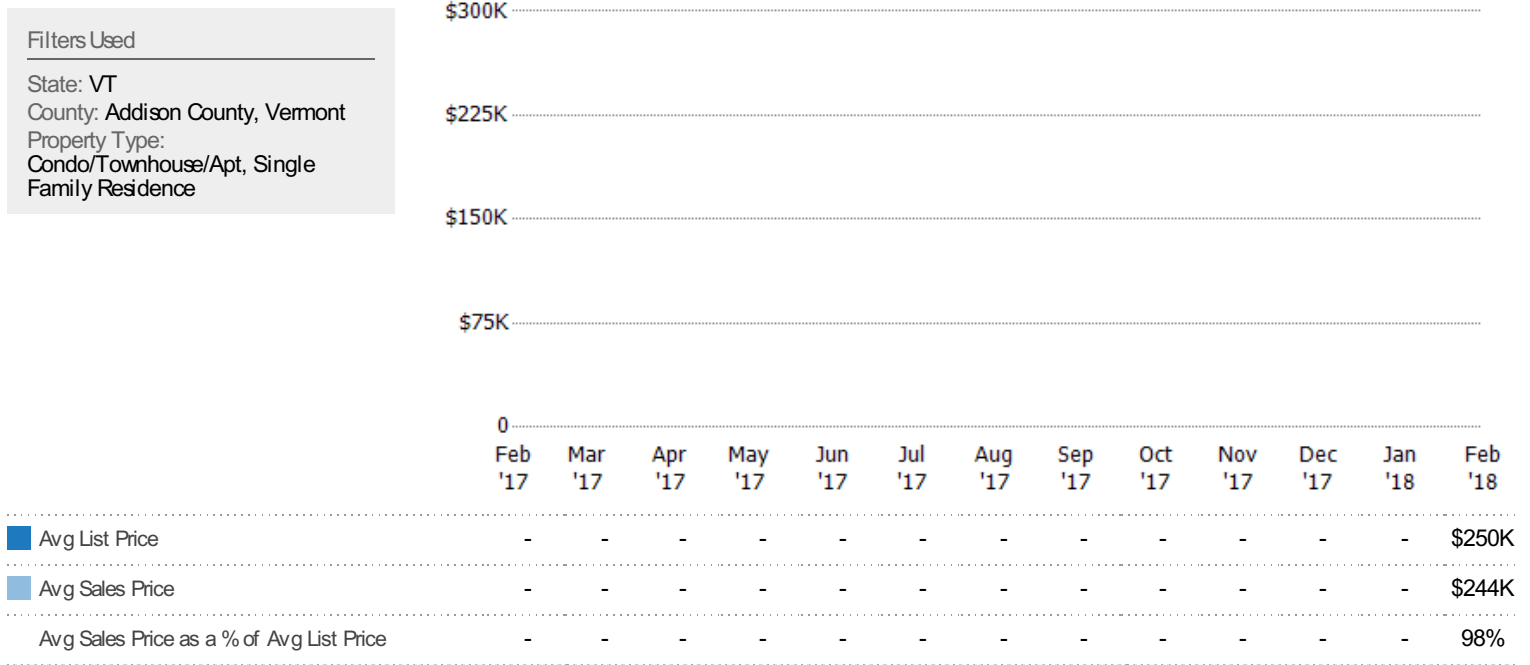 Filters Used
State: VT
County: Addison County, Vermont
Property Type:
Condo/Townhouse/Apt, Single
Family Residence
$300K
$225K
$150K
$75K
0
Feb Mar Apr May Jun Jul Aug Sep Oct Nov Dec Jan Feb
'17 '17 '17 '17 '17 '17 '17 '17 '17 '17 '17 '18 '18
Avg List Price - - - - - - - - - - - - $250K
Avg Sales Price - - - - - - - - - - - - $244K
Avg Sales Price as a % of Avg List Price - - - - - - - - - - - - 98%